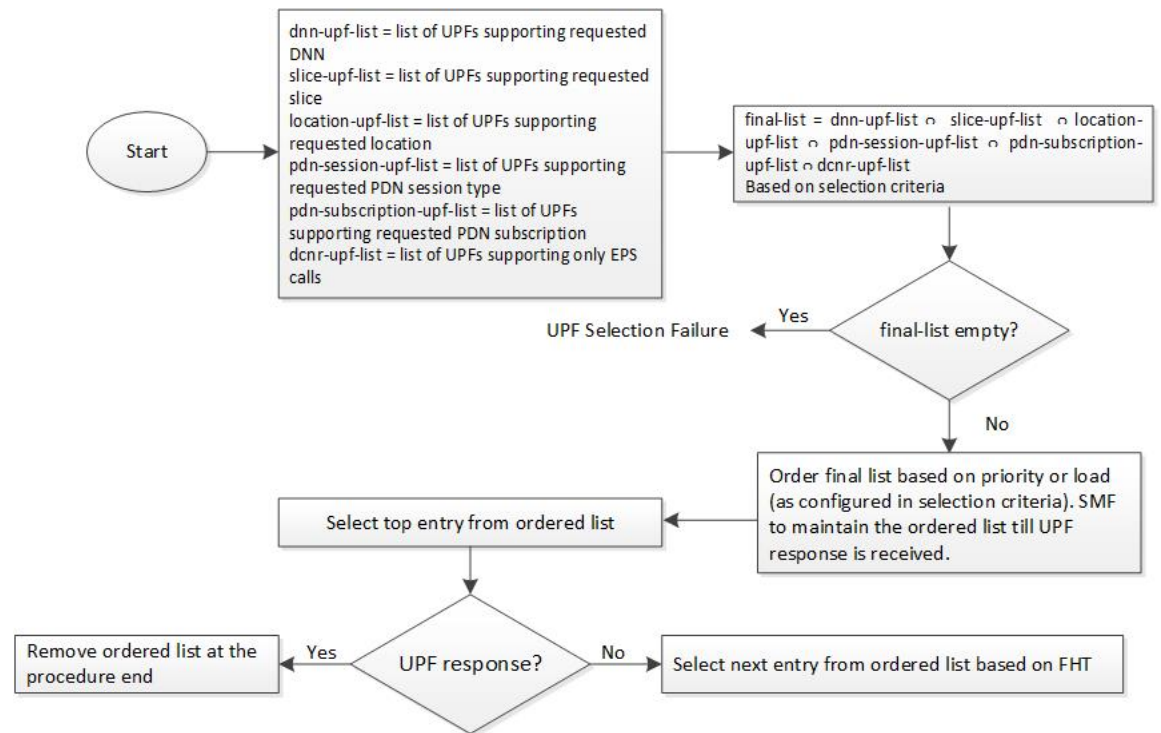 Start
dnn-upf-list = list of UPFs supporting requested
DNN
slice-upf-list = list of UPFs supporting requested
slice
location-upf-list = list of UPFs supporting
requested location
pdn-session-upf-list = list of UPFs supporting
requested PDN session type
pdn-subscription-upf-list = list of UPFs
supporting requested PDN subscription
dcnr-upf-list = list of UPFs supporting only EPS
calls
final-list = dnn-upf-list ∩ slice-upf-list ∩ location-
upf-list ∩ pdn-session-upf-list ∩ pdn-subscription-
upf-list ∩ dcnr-upf-list
Based on selection criteria
final-list empty?
Yes
UPF Selection Failure
No
Order final list based on priority or load
(as configured in selection criteria). SMF
to maintain the ordered list till UPF
response is received.
Select top entry from ordered list
UPF response?
Yes
Remove ordered list at the
procedure end
No
Select next entry from ordered list based on FHT